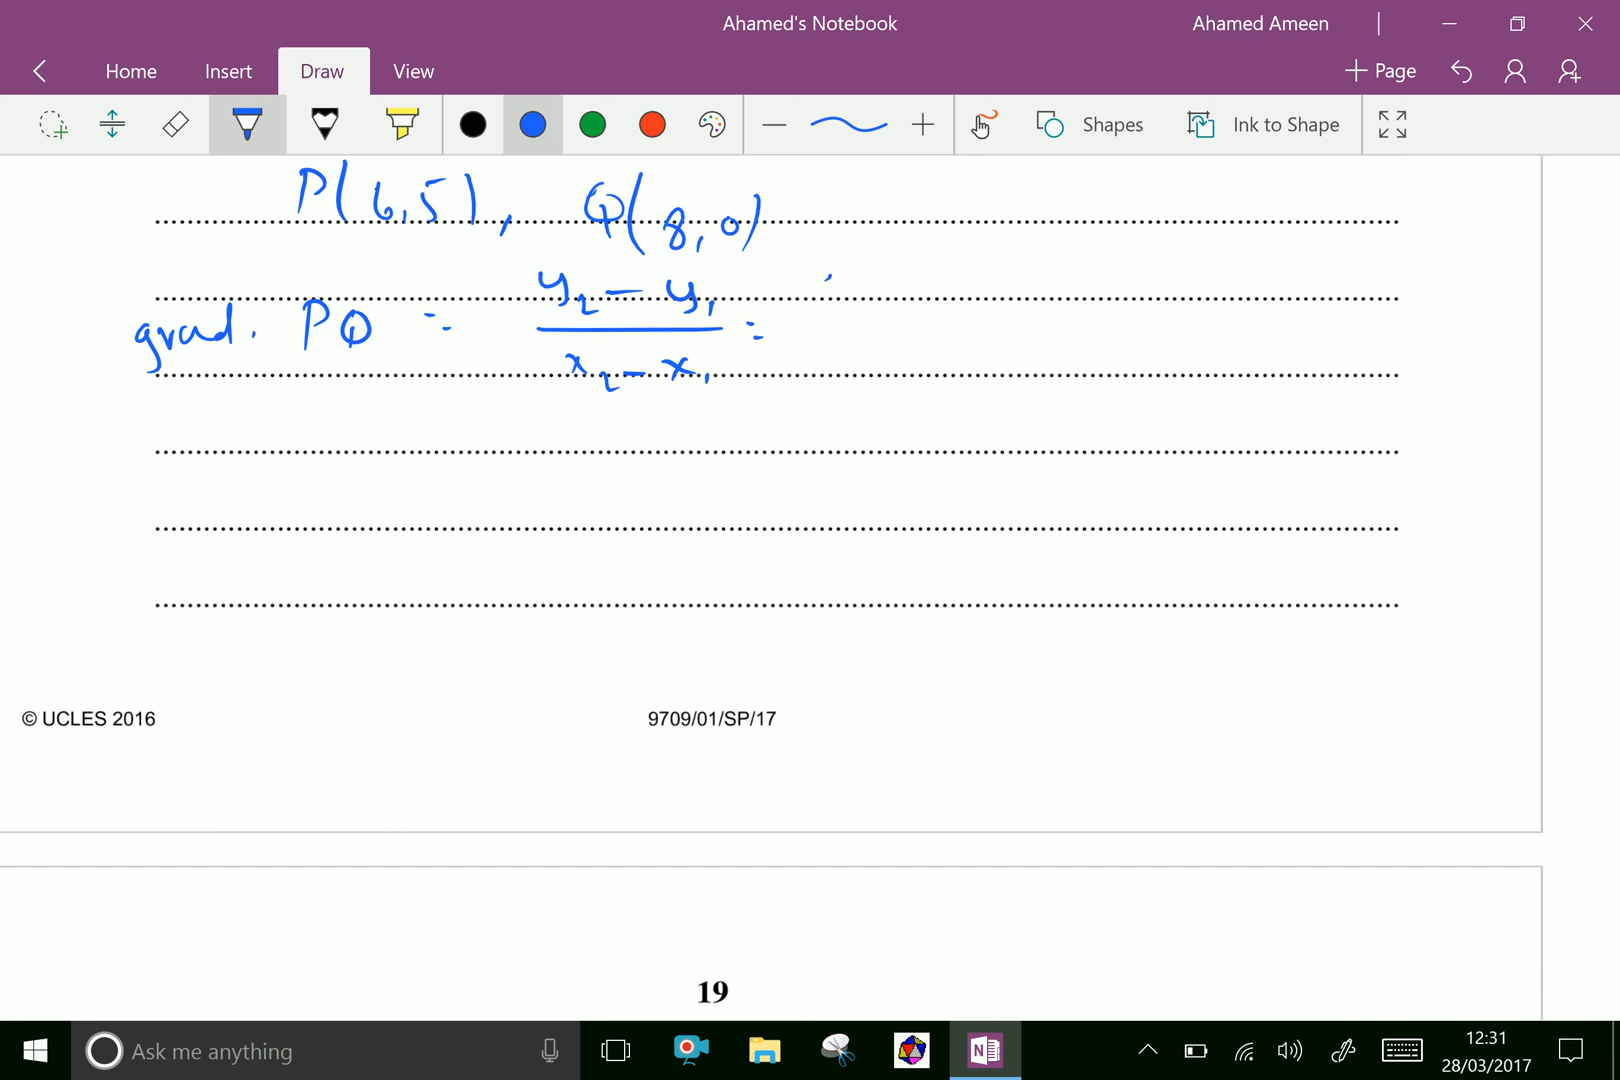 Ahamed's Notebook
Ahamed Ameen
Home Insert Draw View
Page
Shapes
Ink to Shape
P(6,5), Q(8,0)
grad. PQ = y₂ - y₁ / x₂ - x₁ =
© UCLES 2016
9709/01/SP/17
19
Ask me anything
N
12:31
28/03/2017